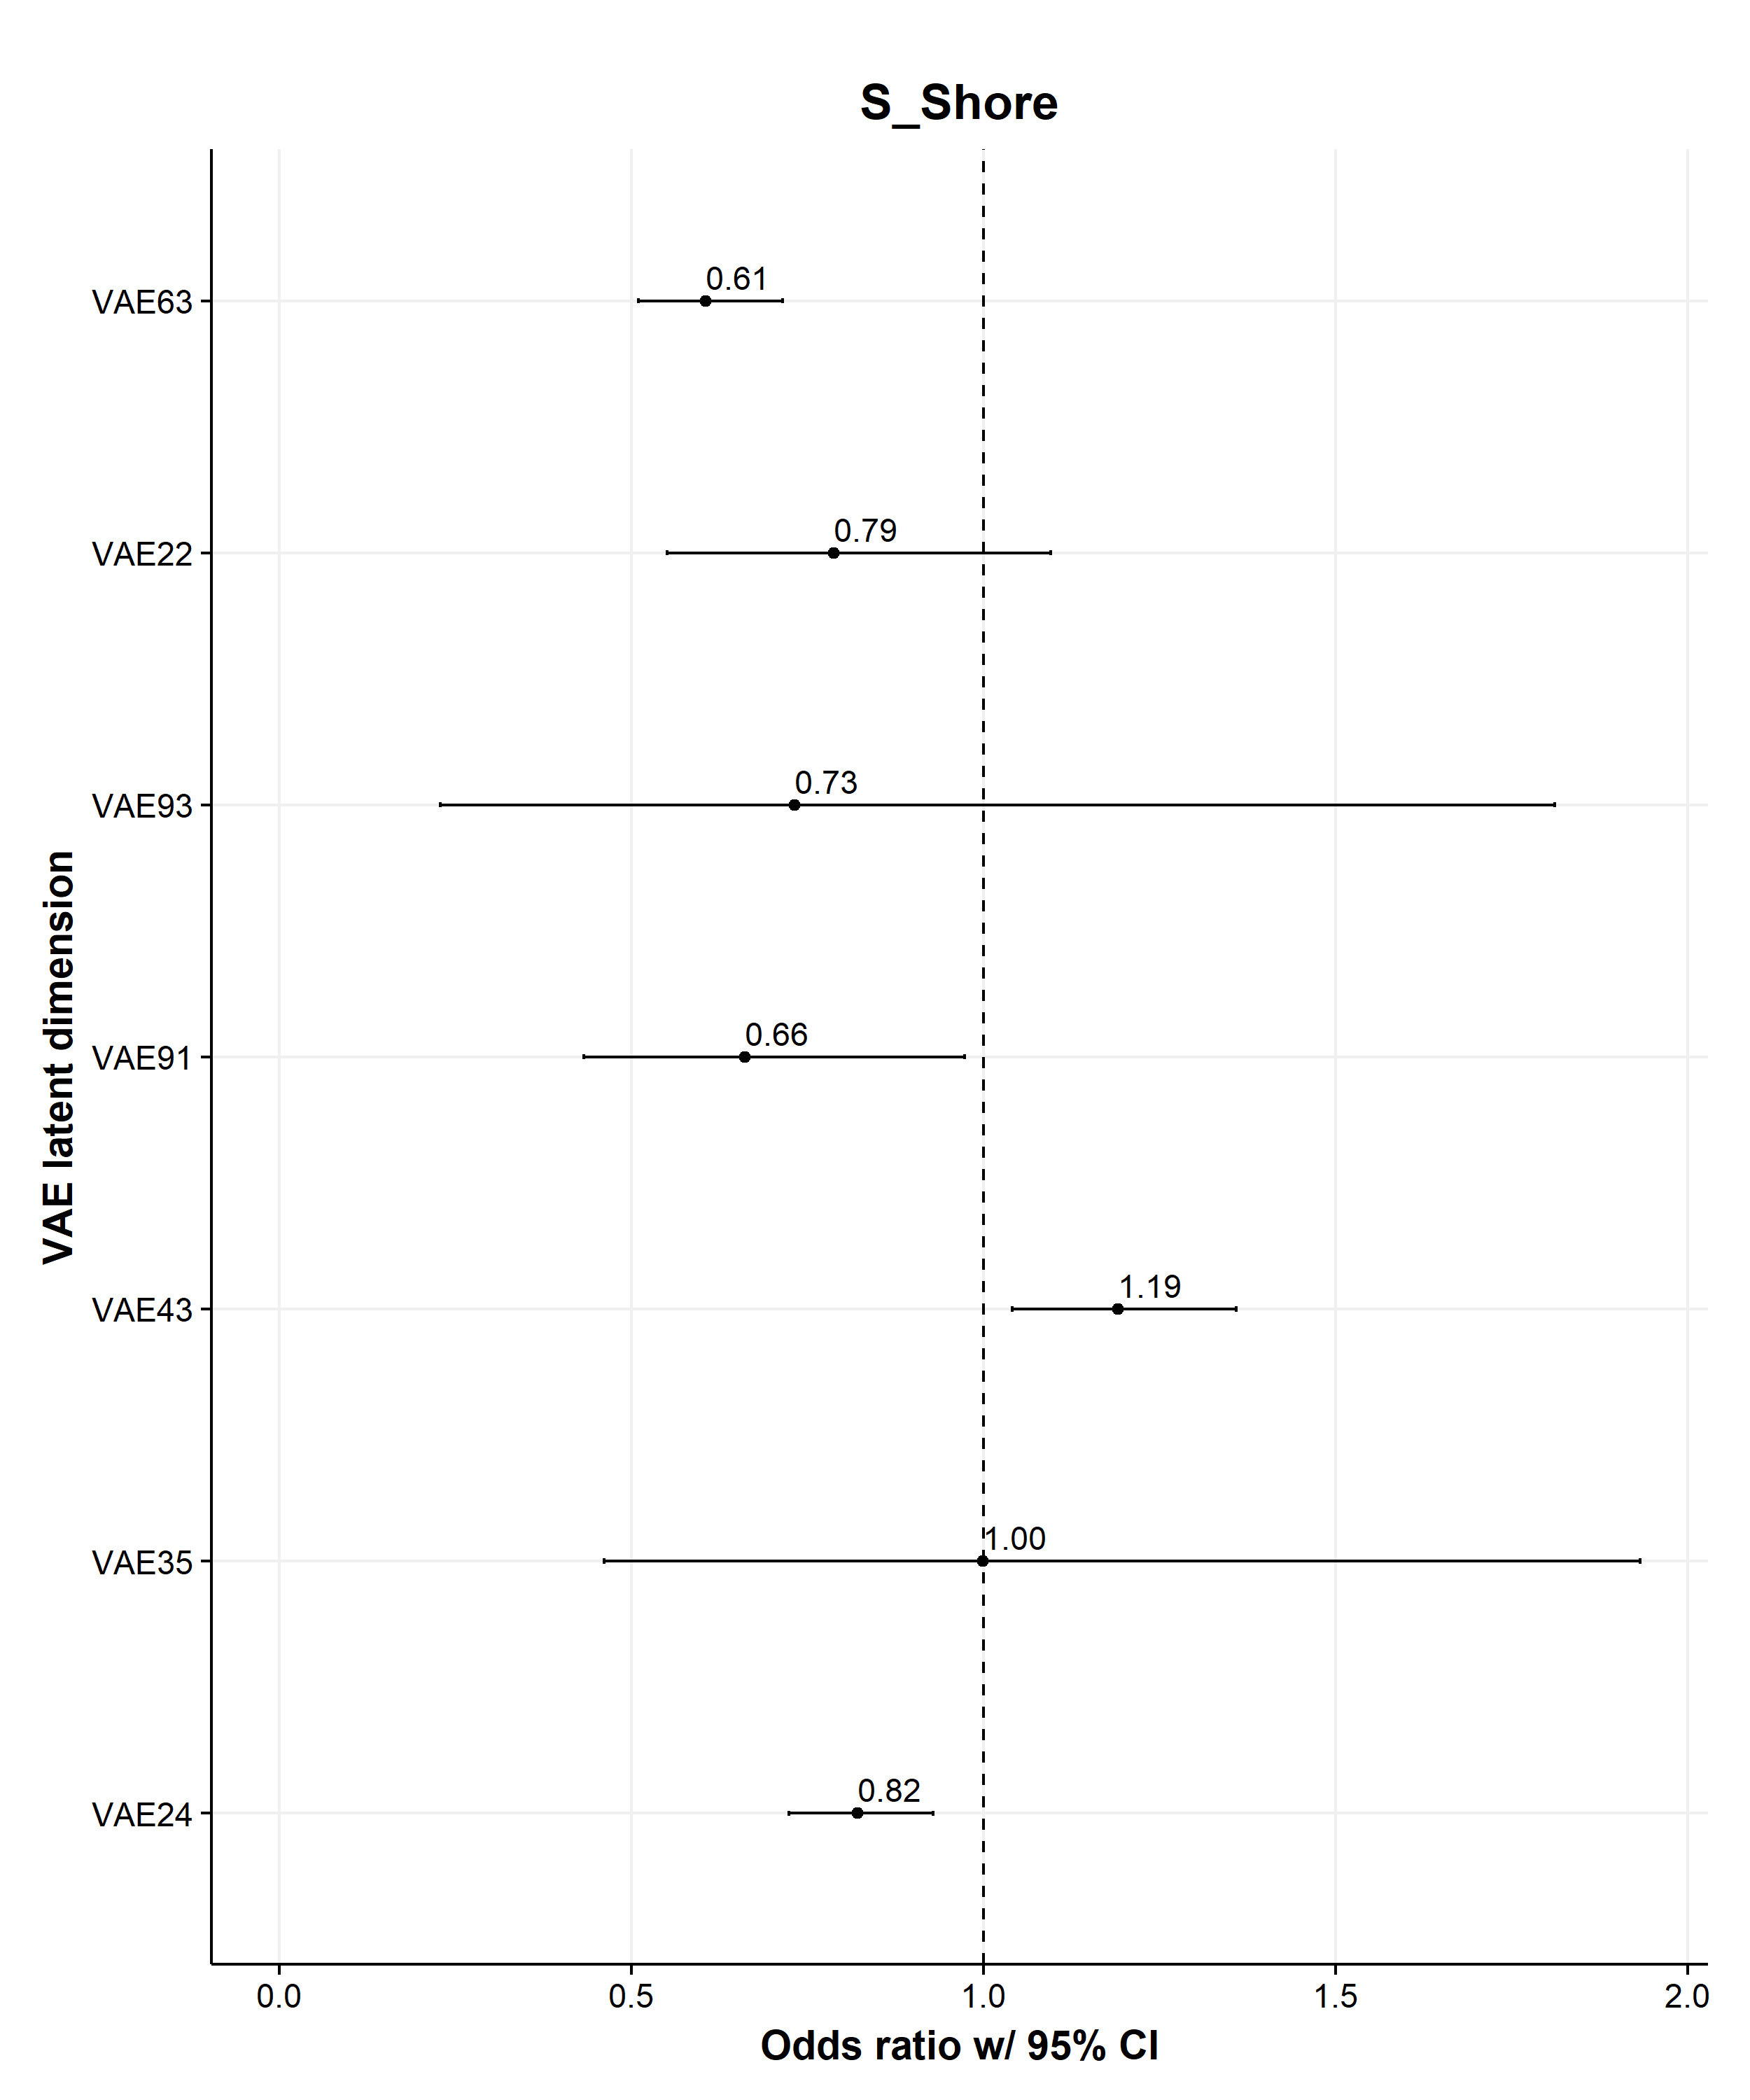 S_Shore
VAE latent dimension
VAE63
0.61
VAE22
0.79
VAE93
0.73
VAE91
0.66
VAE43
1.19
VAE35
1.00
VAE24
0.82
0.0 0.5 1.0 1.5 2.0
Odds ratio w/ 95% CI